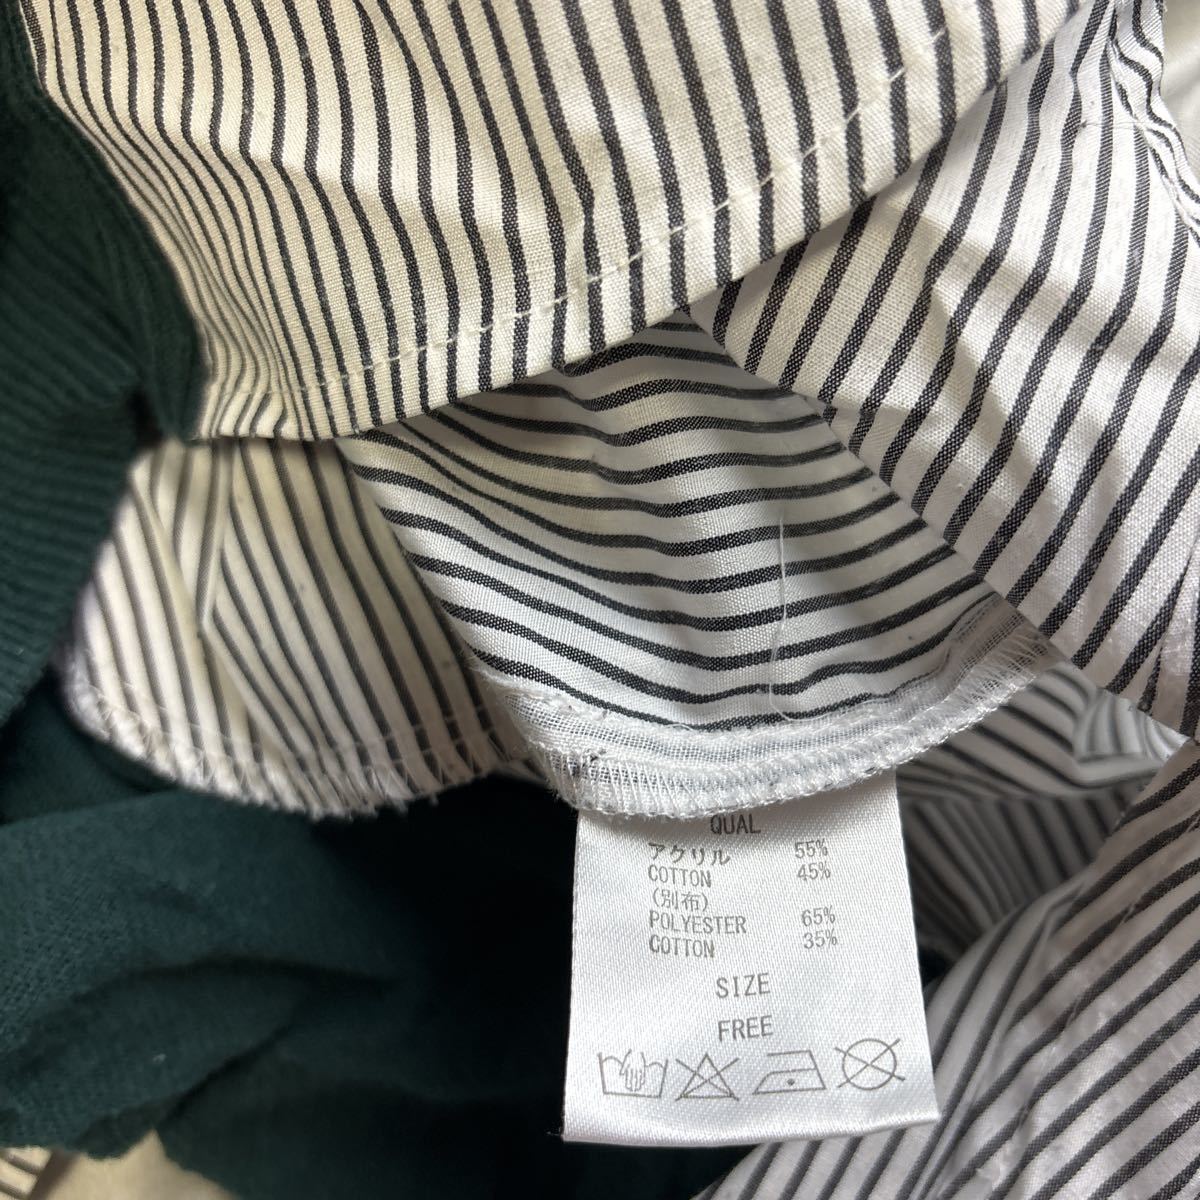 QUAL
アクリル 55%
COTTON 45%
(別布)
POLYESTER 65%
COTTON 35%
SIZE
FREE